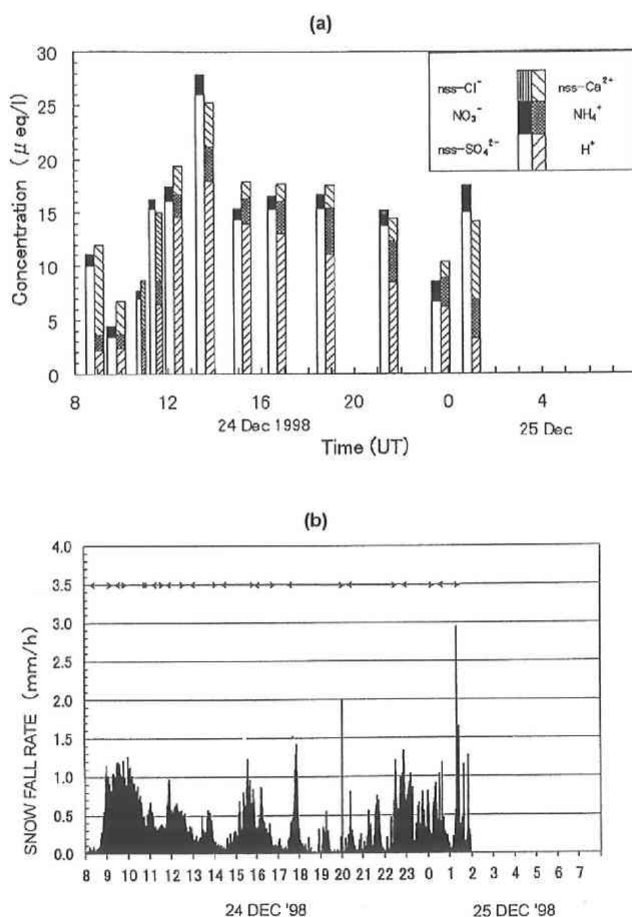 (a)
30
25
20
15
10
5
0
Concentration (μ eq/l)
nss-Cl⁻ nss-Ca²⁺
NO₃⁻ NH₄⁺
nss-SO₄²⁻ H⁺
8 12 16 20 0 4
24 Dec 1998 25 Dec
Time (UT)
(b)
4.0
3.5
3.0
2.5
2.0
1.5
1.0
0.5
0.0
SNOW FALL RATE (mm/h)
8 9 10 11 12 13 14 15 16 17 18 19 20 21 22 23 0 1 2 3 4 5 6 7
24 DEC '98 25 DEC '98